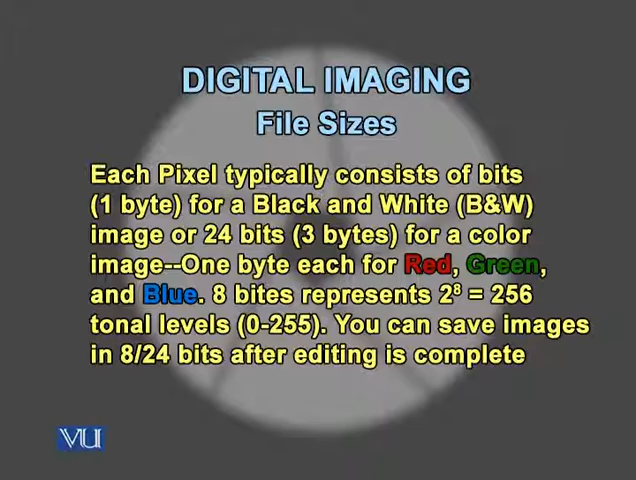 DIGITAL IMAGING
File Sizes
Each Pixel typically consists of bits
(1 byte) for a Black and White (B&W)
image or 24 bits (3 bytes) for a color
image--One byte each for Red, Green,
and Blue. 8 bites represents 2⁸ = 256
tonal levels (0-255). You can save images
in 8/24 bits after editing is complete
VU